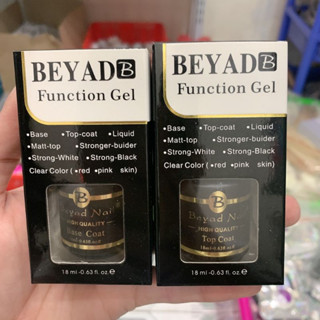 BEYAD B
Function Gel
•Base •Top-coat •Liquid
•Matt-top •Stronger-buider
•Strong-White •Strong-Black
Clear Color ( •red •pink skin)
B
Beyad Nail
HIGH QUALITY
Base Coat
18 ml -0.63 fl.oz.e
BEYAD B
Function Gel
•Base •Top-coat •Liquid
•Matt-top •Stronger-buider
•Strong-White •Strong-Black
Clear Color ( •red •pink skin)
B
Beyad
HIGH QUALITY
Top Coat
18 ml -0.63 fl.oz.e